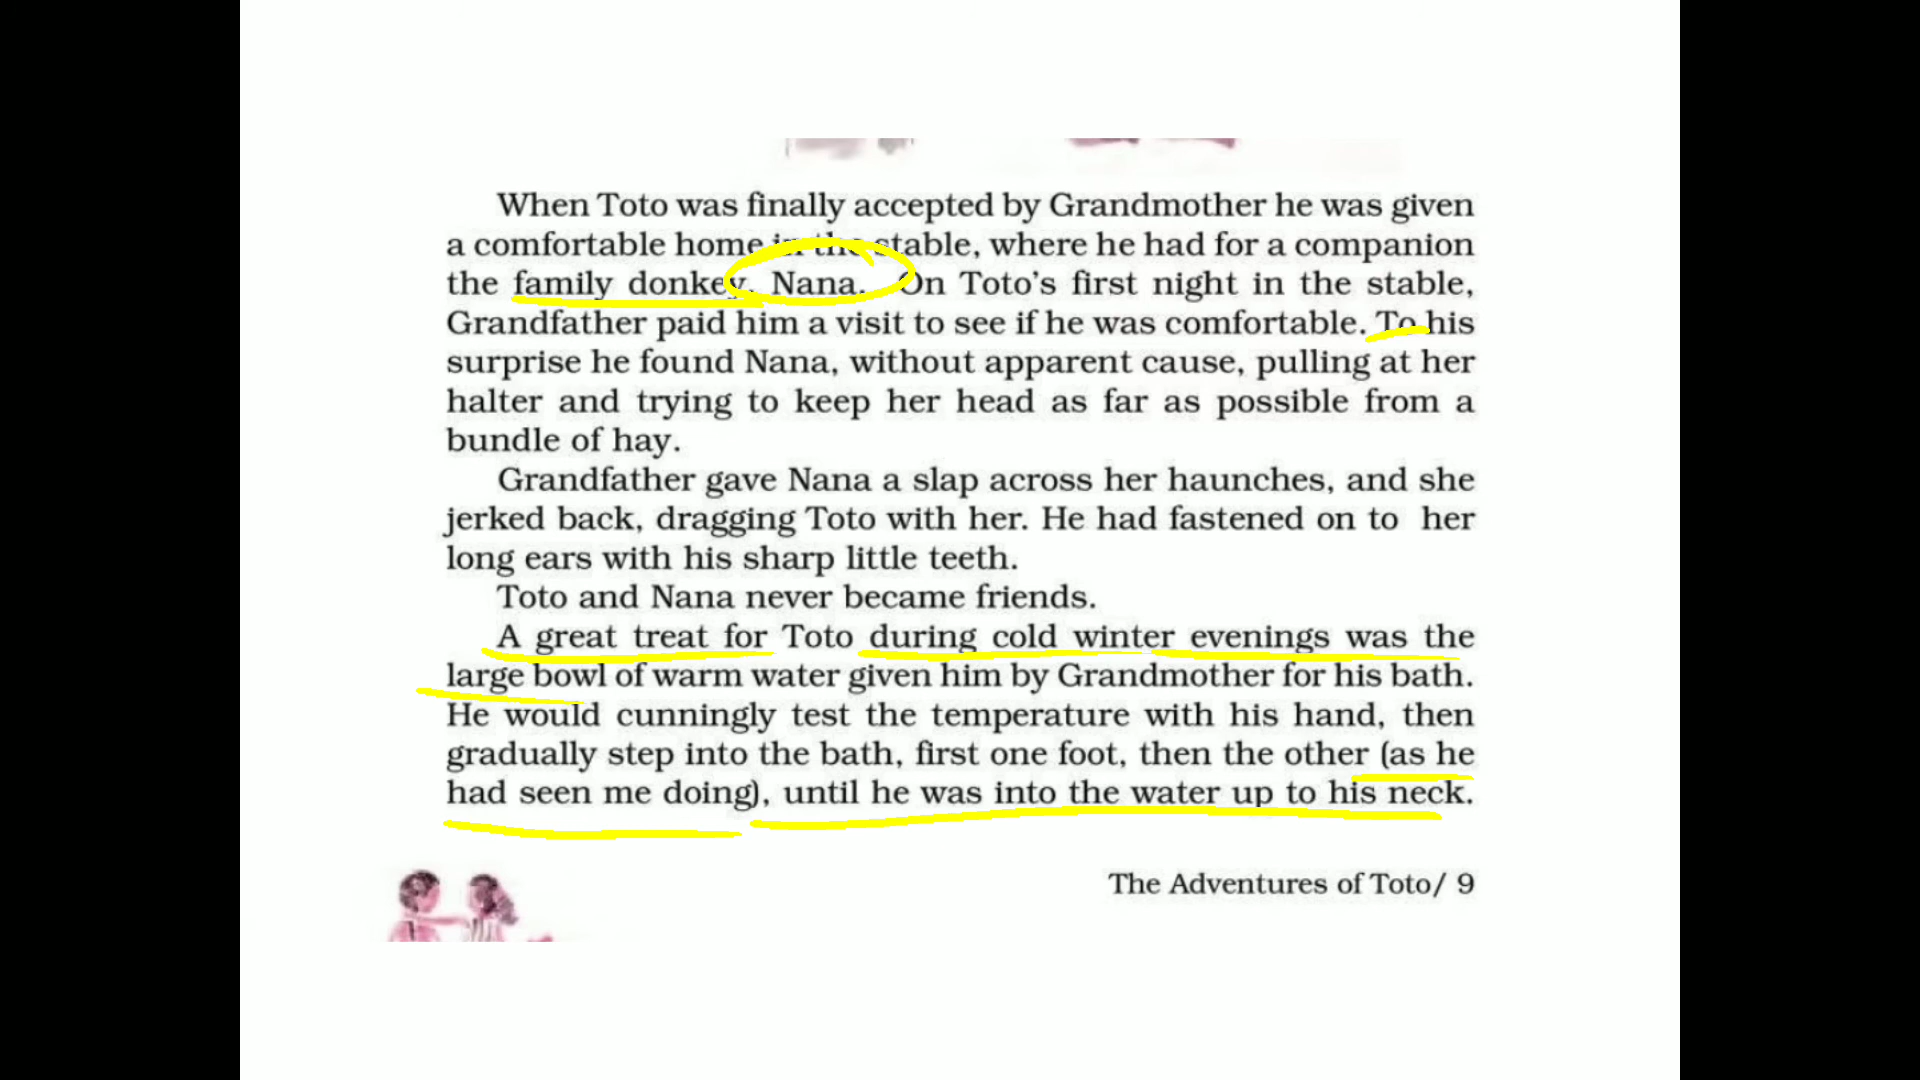 When Toto was finally accepted by Grandmother he was given
a comfortable home in the stable, where he had for a companion
the family donkey, Nana. On Toto's first night in the stable,
Grandfather paid him a visit to see if he was comfortable. To his
surprise he found Nana, without apparent cause, pulling at her
halter and trying to keep her head as far as possible from a
bundle of hay.
Grandfather gave Nana a slap across her haunches, and she
jerked back, dragging Toto with her. He had fastened on to her
long ears with his sharp little teeth.
Toto and Nana never became friends.
A great treat for Toto during cold winter evenings was the
large bowl of warm water given him by Grandmother for his bath.
He would cunningly test the temperature with his hand, then
gradually step into the bath, first one foot, then the other (as he
had seen me doing), until he was into the water up to his neck.
The Adventures of Toto/ 9